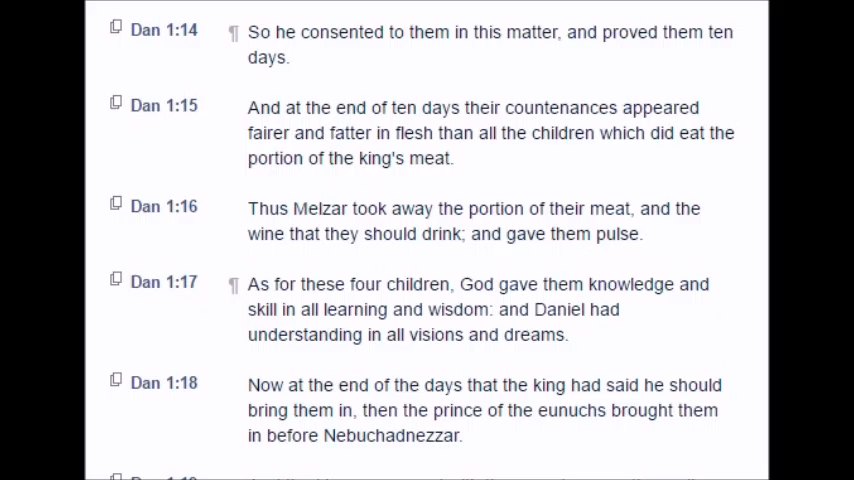 Dan 1:14 ¶ So he consented to them in this matter, and proved them ten
days.
Dan 1:15 And at the end of ten days their countenances appeared
fairer and fatter in flesh than all the children which did eat the
portion of the king's meat.
Dan 1:16 Thus Melzar took away the portion of their meat, and the
wine that they should drink; and gave them pulse.
Dan 1:17 ¶ As for these four children, God gave them knowledge and
skill in all learning and wisdom: and Daniel had
understanding in all visions and dreams.
Dan 1:18 Now at the end of the days that the king had said he should
bring them in, then the prince of the eunuchs brought them
in before Nebuchadnezzar.